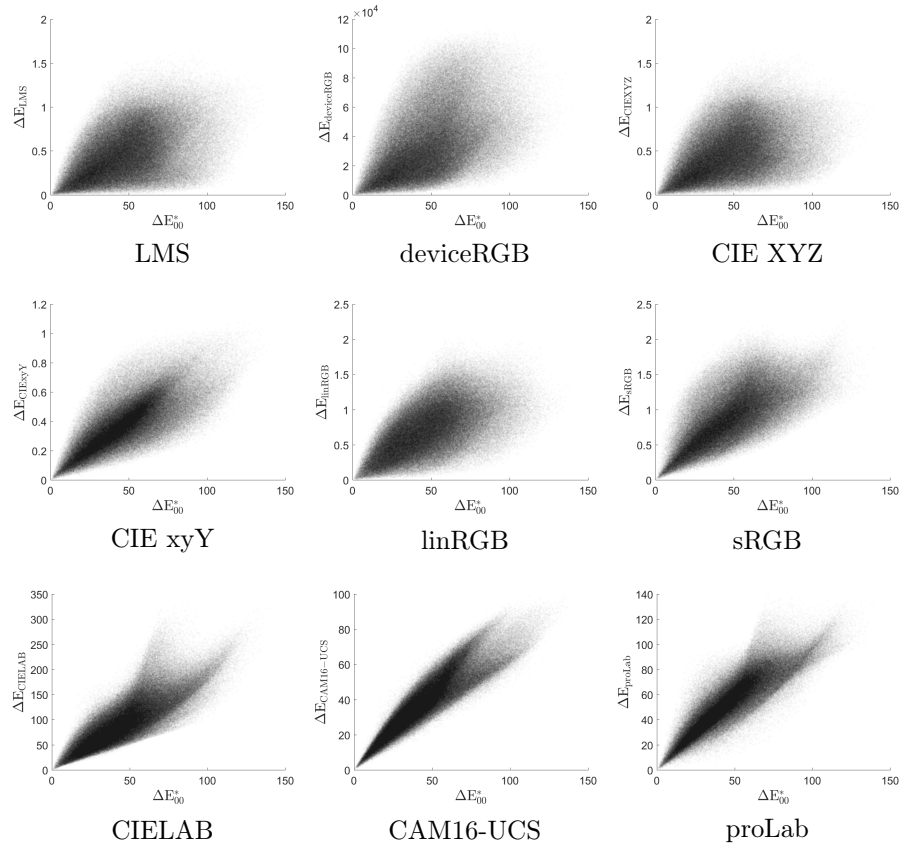 2
1.5
1
0.5
0
ΔE_LMS
0 50 100 150
ΔE*_00
LMS
×10^4
12
10
8
6
4
2
0
ΔE_deviceRGB
0 50 100 150
ΔE*_00
deviceRGB
2
1.5
1
0.5
0
ΔE_CIEXYZ
0 50 100 150
ΔE*_00
CIE XYZ
1.2
1
0.8
0.6
0.4
0.2
0
ΔE_CIExyY
0 50 100 150
ΔE*_00
CIE xyY
2.5
2
1.5
1
0.5
0
ΔE_linRGB
0 50 100 150
ΔE*_00
linRGB
2.5
2
1.5
1
0.5
0
ΔE_sRGB
0 50 100 150
ΔE*_00
sRGB
350
300
250
200
150
100
50
0
ΔE_CIELAB
0 50 100 150
ΔE*_00
CIELAB
100
80
60
40
20
0
ΔE_CAM16−UCS
0 50 100 150
ΔE*_00
CAM16-UCS
140
120
100
80
60
40
20
0
ΔE_proLab
0 50 100 150
ΔE*_00
proLab